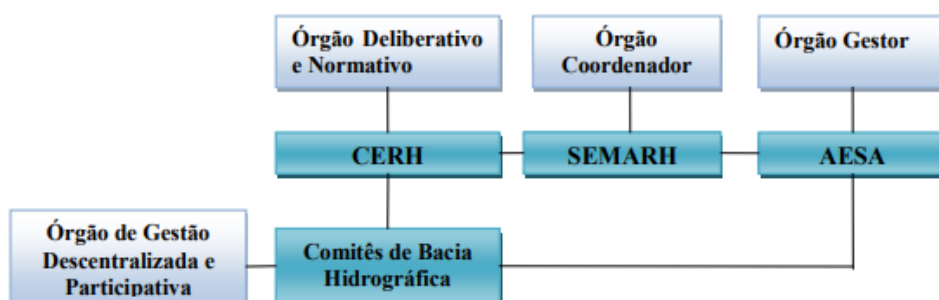 Órgão Deliberativo
e Normativo
Órgão
Coordenador
Órgão Gestor
CERH
SEMARH
AESA
Órgão de Gestão
Descentralizada e
Participativa
Comitês de Bacia
Hidrográfica